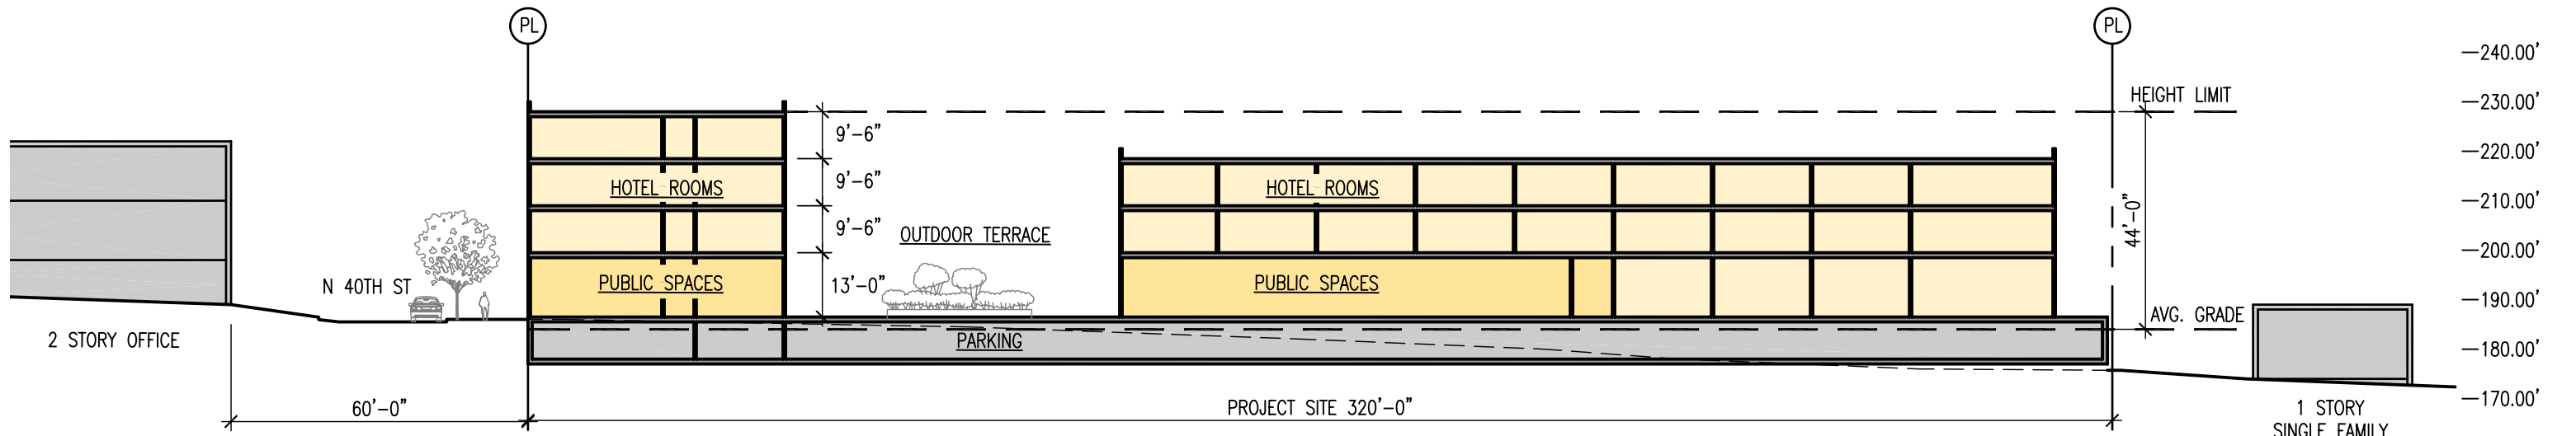 PL
PL
240.00'
HEIGHT LIMIT
230.00'
9'-6"
220.00'
HOTEL ROOMS
9'-6"
HOTEL ROOMS
210.00'
44'-0"
9'-6"
OUTDOOR TERRACE
200.00'
N 40TH ST
PUBLIC SPACES
13'-0"
PUBLIC SPACES
190.00'
AVG. GRADE
2 STORY OFFICE
PARKING
180.00'
60'-0"
PROJECT SITE 320'-0"
170.00'
1 STORY
SINGLE FAMILY